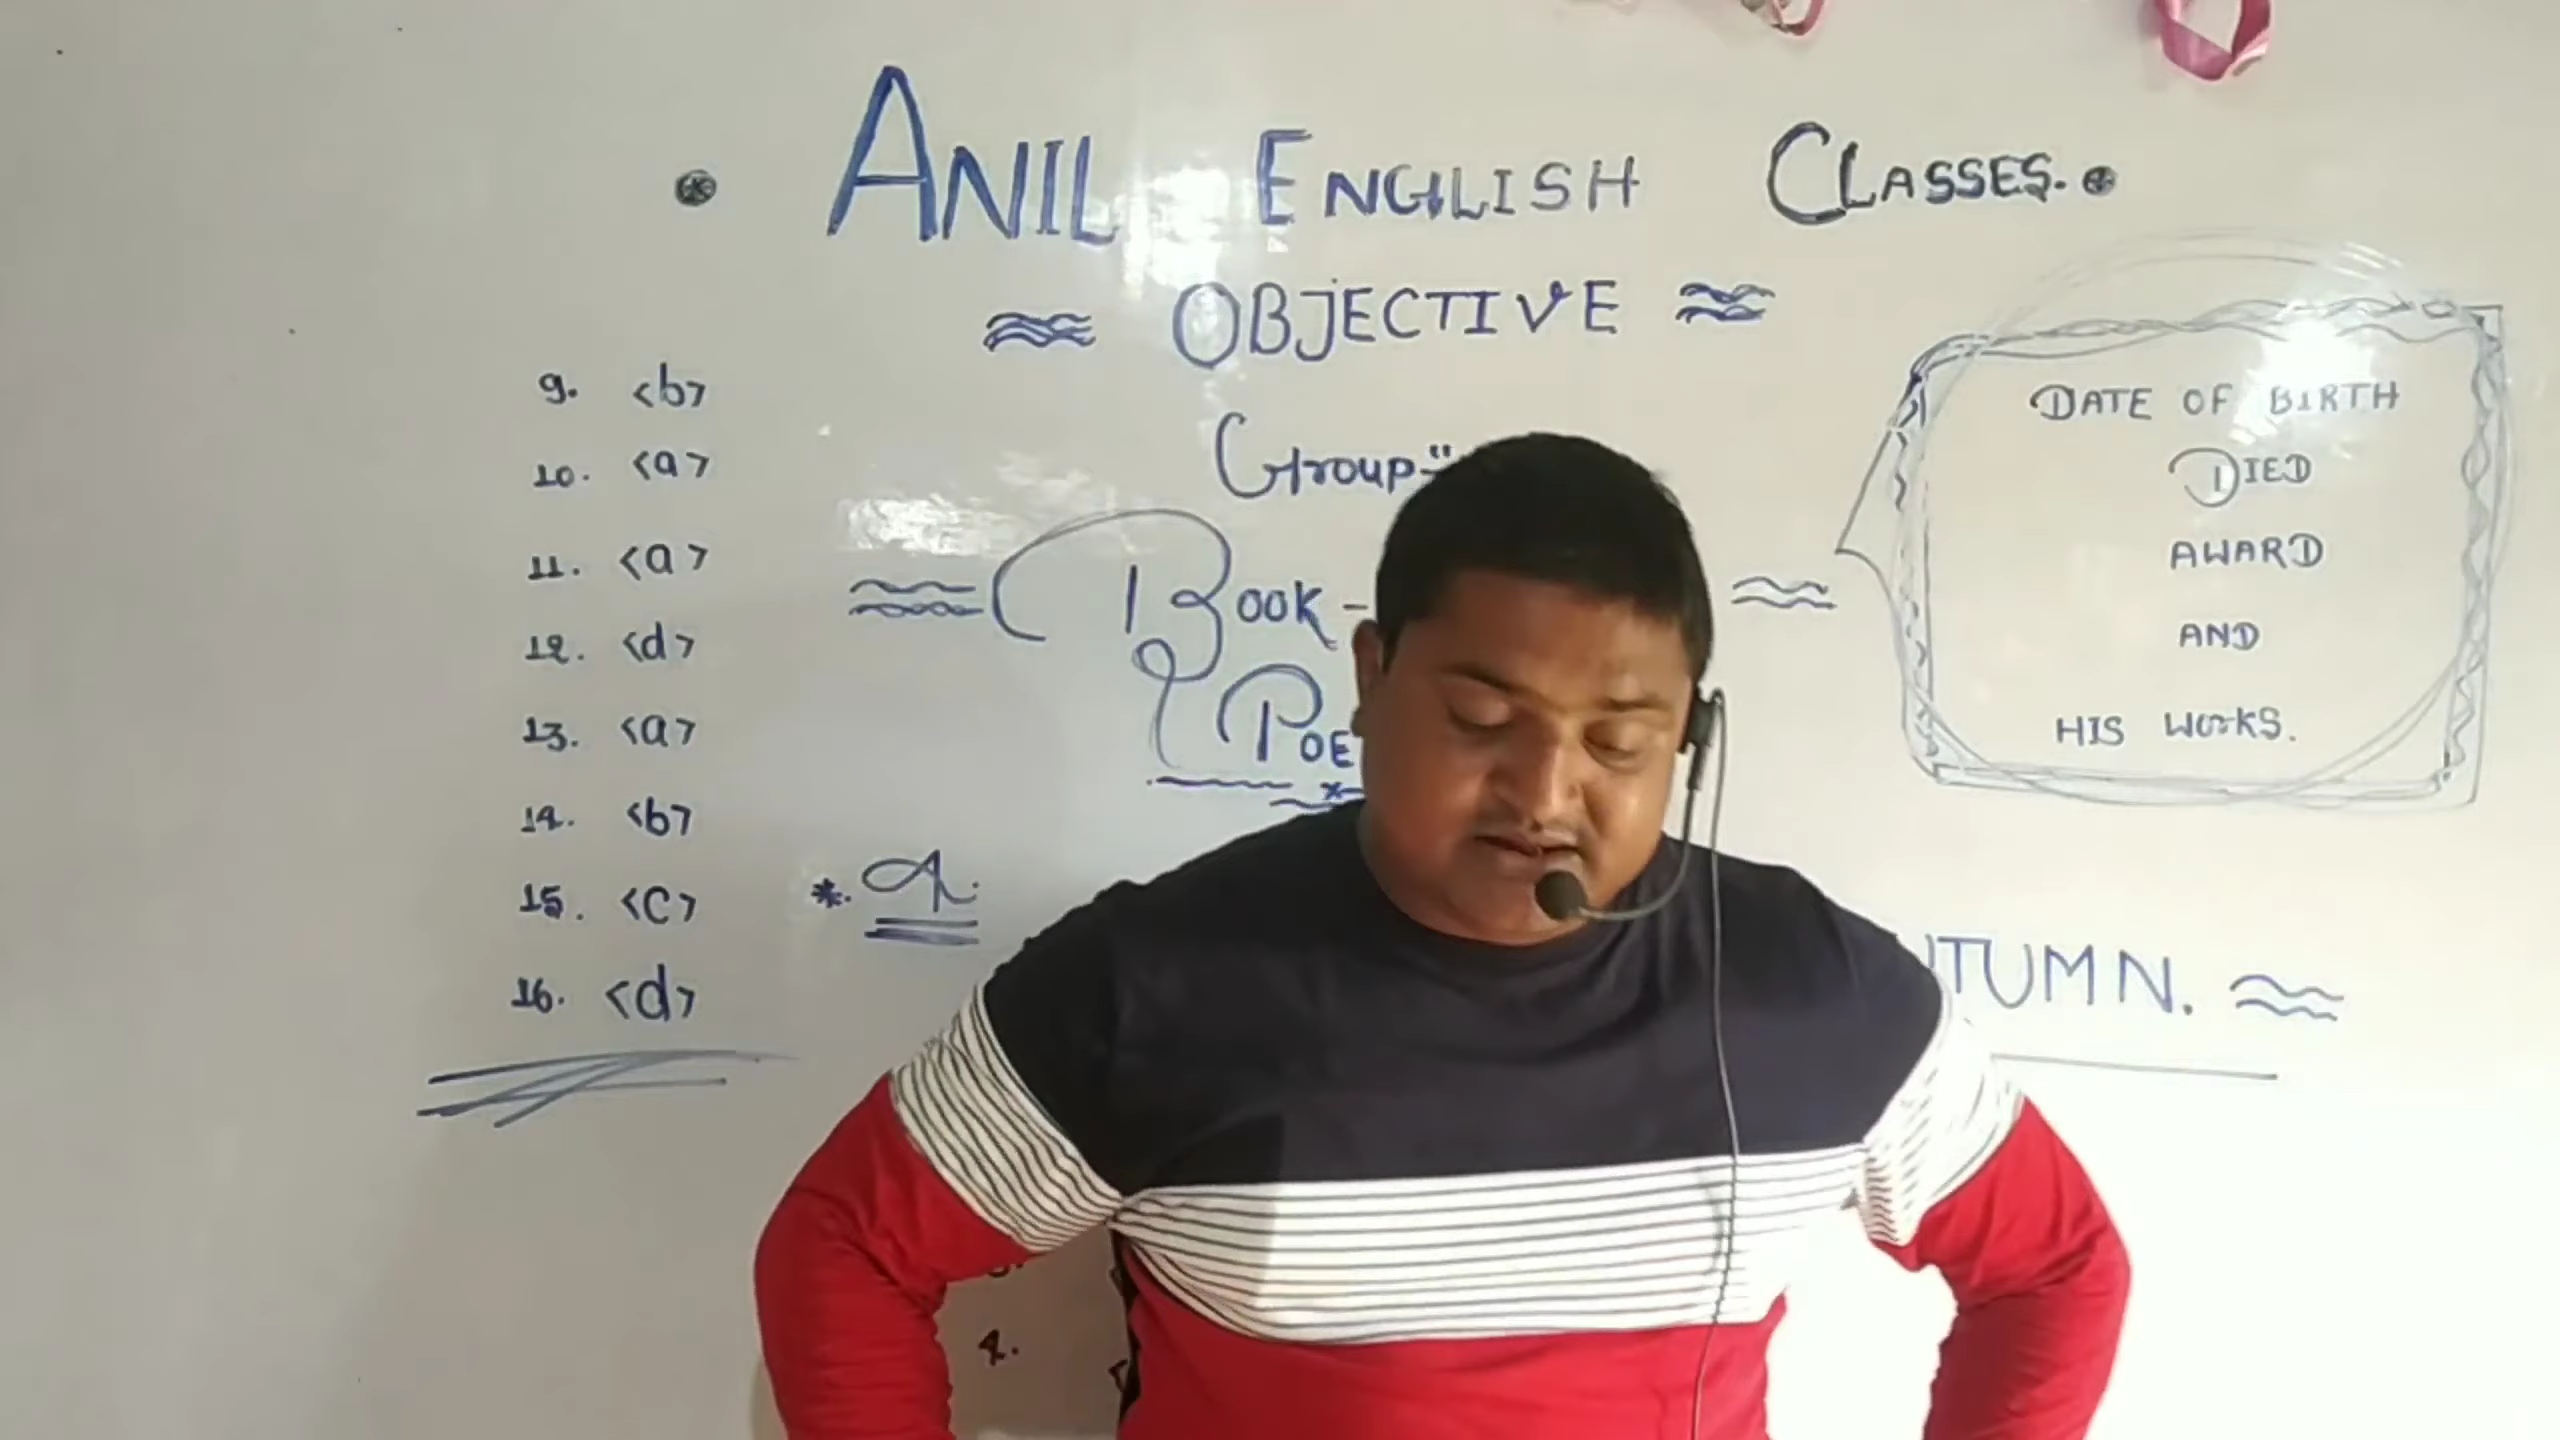 ANIL ENGLISH CLASSES.
OBJECTIVE
Group-"
BOOK -
9. <b>
10. <a>
11. <a>
12. <d>
13. <a>
14. <b>
15. <c>
16. <d>
DATE OF BIRTH
DIED
AWARD
AND
HIS WORKS.
4.